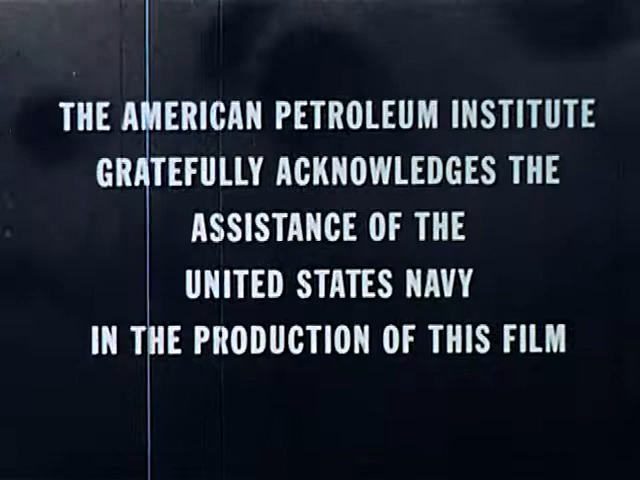 THE AMERICAN PETROLEUM INSTITUTE
GRATEFULLY ACKNOWLEDGES THE
ASSISTANCE OF THE
UNITED STATES NAVY
IN THE PRODUCTION OF THIS FILM